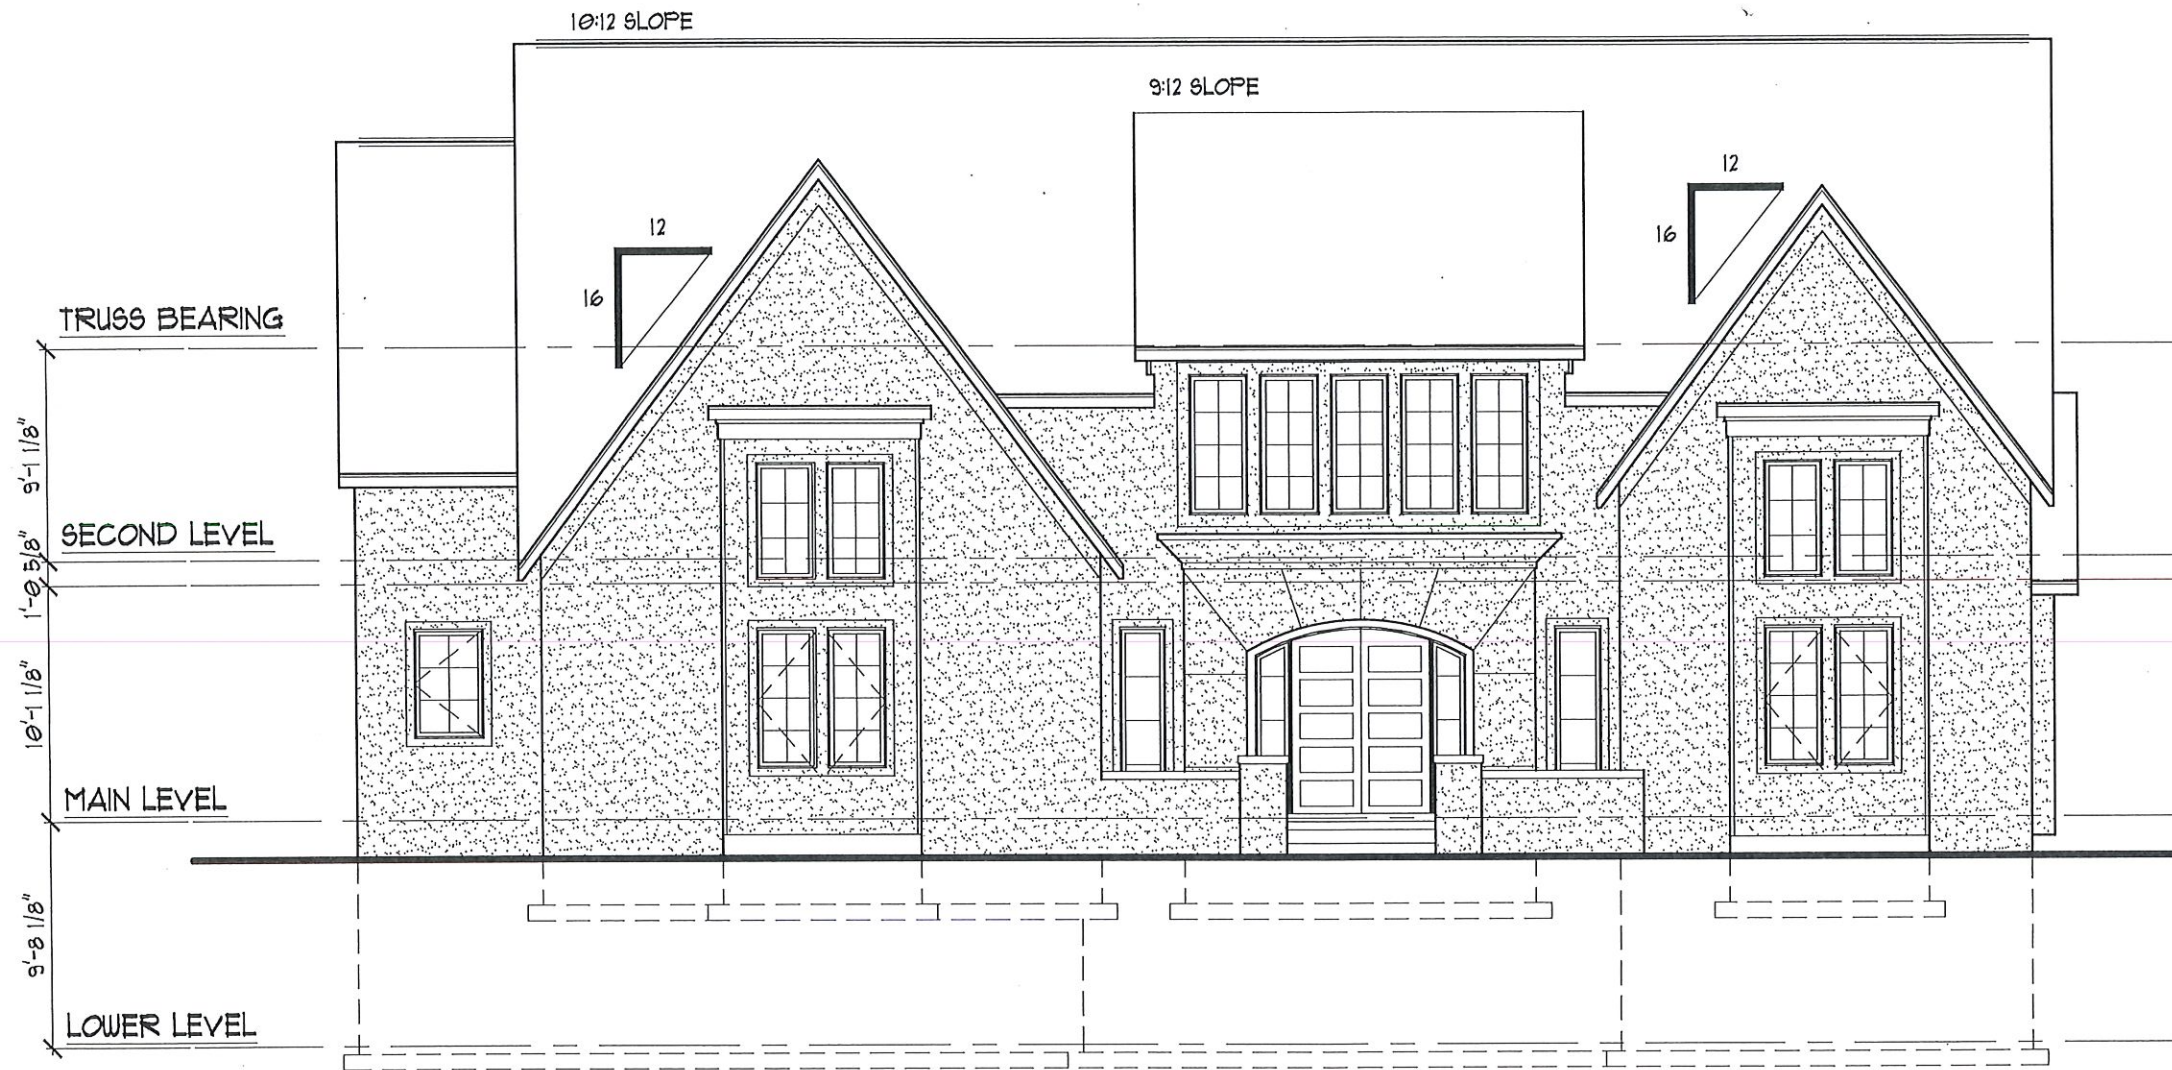 10:12 SLOPE
9:12 SLOPE
12
16
12
16
TRUSS BEARING
9'-1 1/8"
SECOND LEVEL
1'-0 5/8"
10'-1 1/8"
MAIN LEVEL
9'-8 1/8"
LOWER LEVEL